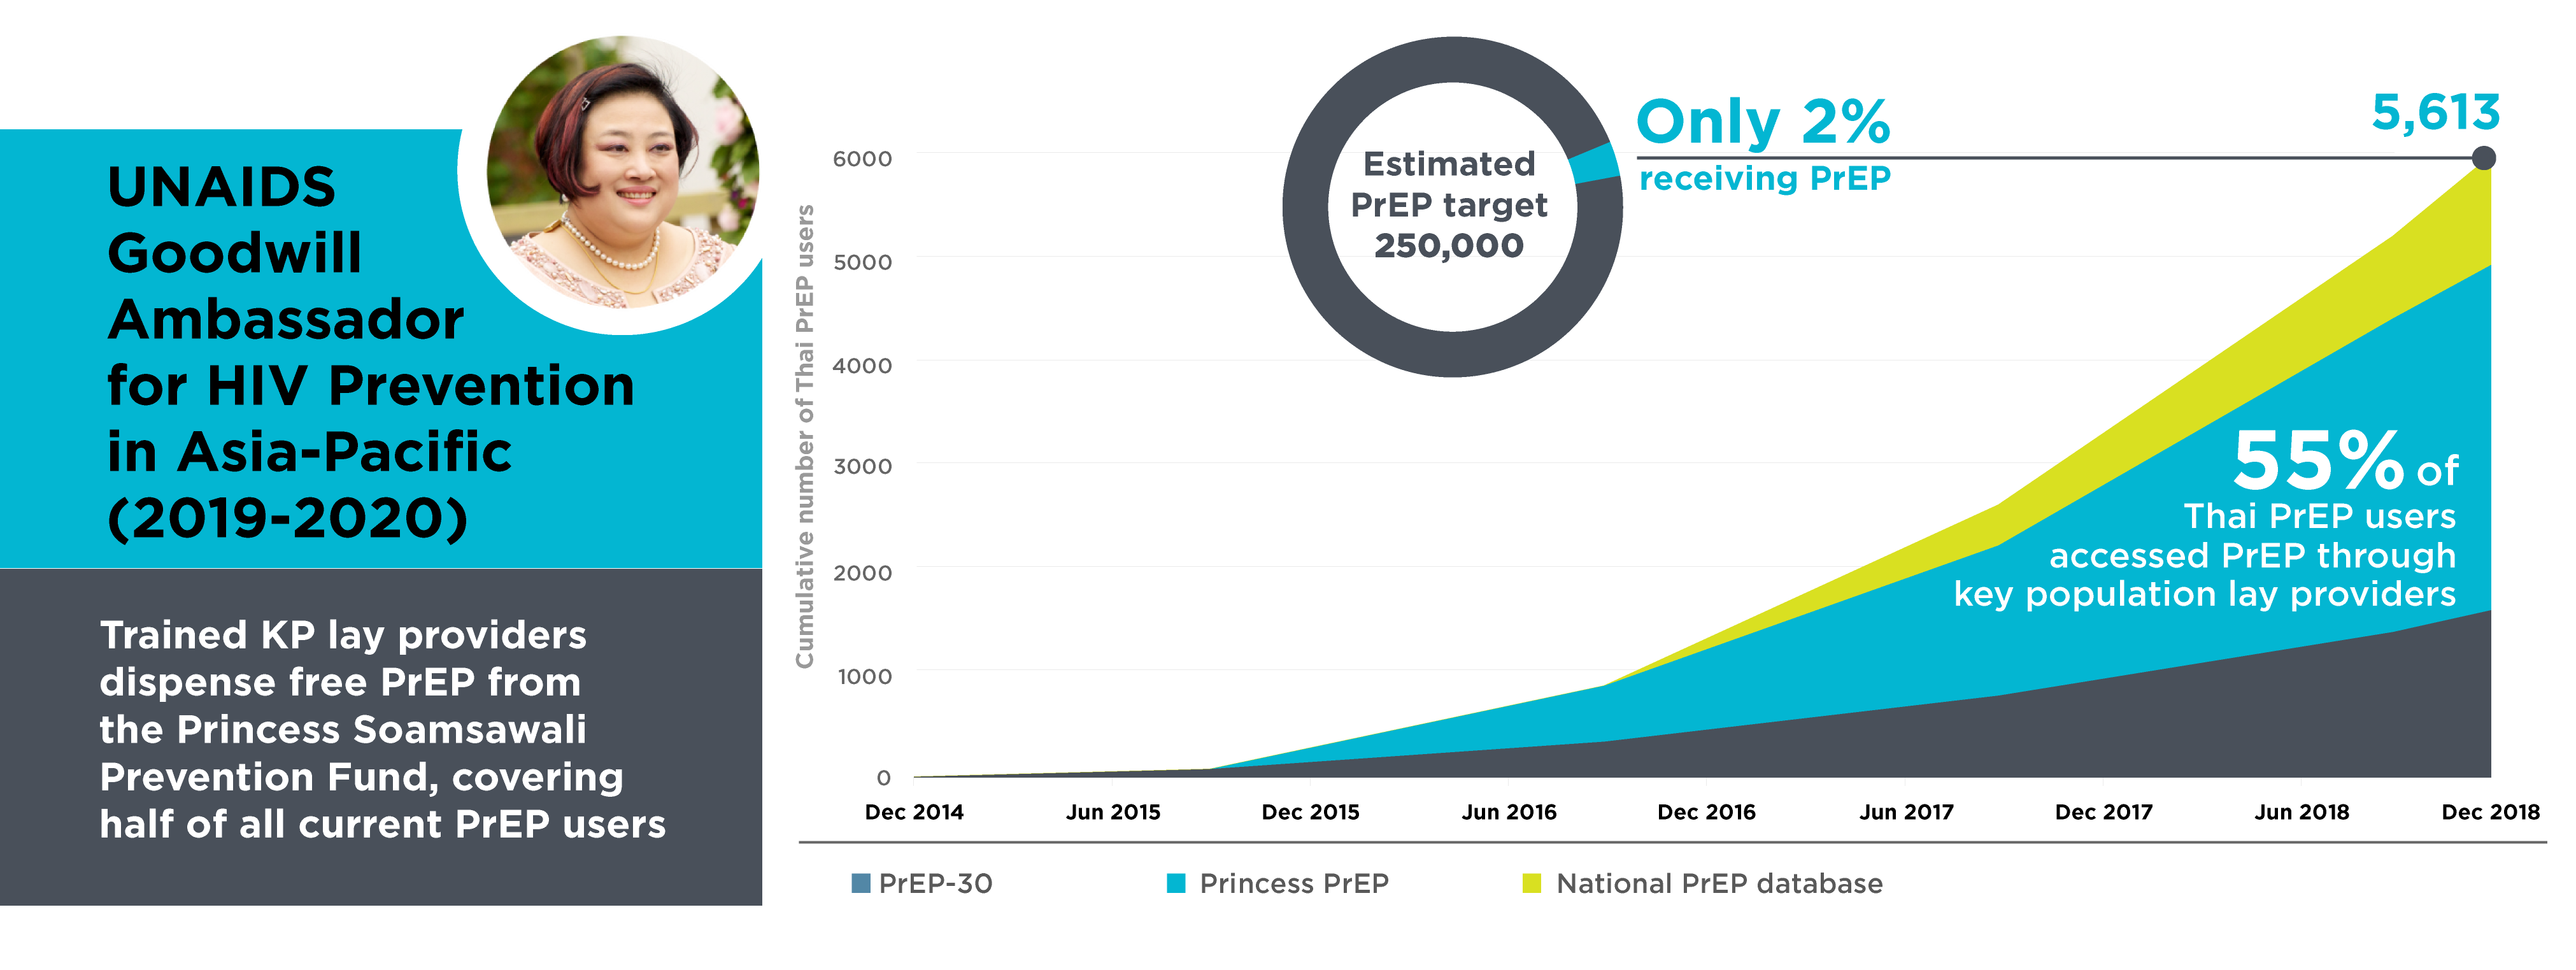 UNAIDS
Goodwill
Ambassador
for HIV Prevention
in Asia-Pacific
(2019-2020)
Trained KP lay providers
dispense free PrEP from
the Princess Soamsawali
Prevention Fund, covering
half of all current PrEP users
Cumulative number of Thai PrEP users
6000
5000
4000
3000
2000
1000
0
Estimated
PrEP target
250,000
Only 2%
receiving PrEP
5,613
55% of
Thai PrEP users
accessed PrEP through
key population lay providers
Dec 2014 Jun 2015 Dec 2015 Jun 2016 Dec 2016 Jun 2017 Dec 2017 Jun 2018 Dec 2018
PrEP-30 Princess PrEP National PrEP database